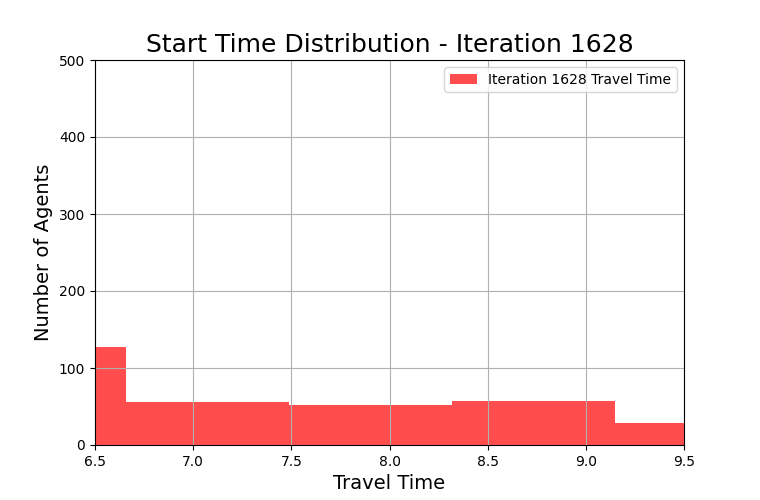 Start Time Distribution - Iteration 1628
Iteration 1628 Travel Time
Number of Agents
500
400
300
200
100
0
6.5 7.0 7.5 8.0 8.5 9.0 9.5
Travel Time